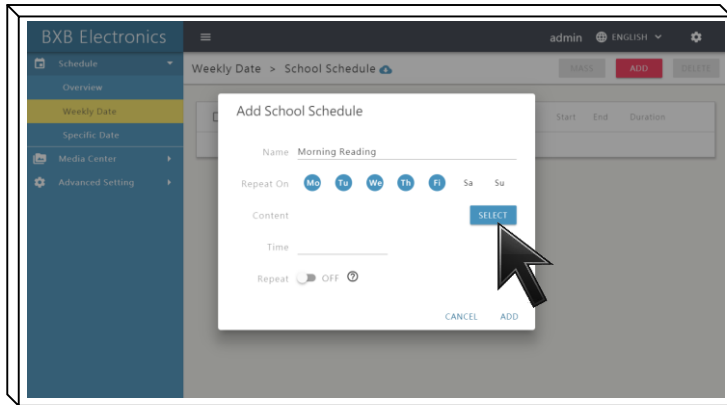 BXB Electronics
admin ENGLISH
Schedule
Overview
Weekly Date
Specific Date
Media Center
Advanced Setting
Weekly Date > School Schedule
MASS ADD DELETE
Start End Duration
Add School Schedule
Name Morning Reading
Repeat On Mo Tu We Th Fi Sa Su
Content SELECT
Time
Repeat OFF
CANCEL ADD